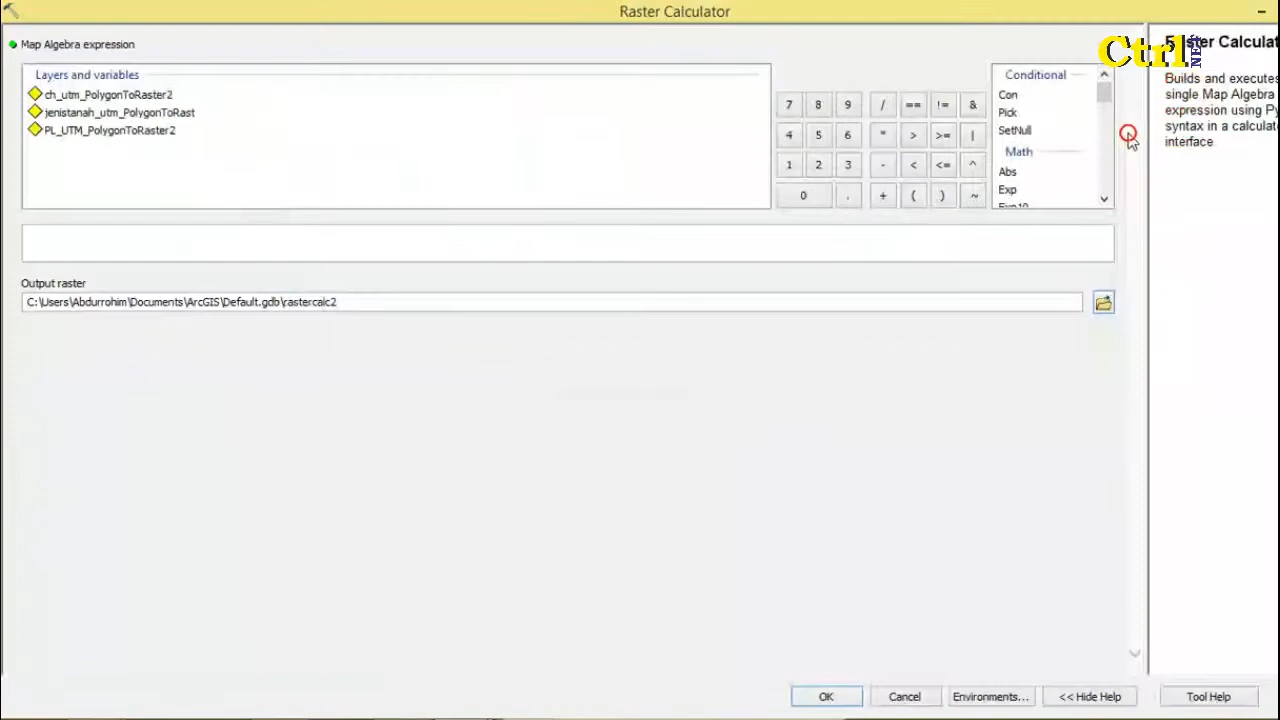 Raster Calculator
Map Algebra expression
Layers and variables
ch_utm_PolygonToRaster2
jenistanah_utm_PolygonToRast
PL_UTM_PolygonToRaster2
7 8 9 / == != &
4 5 6 * > >= |
1 2 3 - < <= ^
0 . + ( ) ~
Conditional
Con
Pick
SetNull
Math
Abs
Exp
Exp10
Output raster
C:\Users\Abdurrohim\Documents\ArcGIS\Default.gdb\rastercalc2
OK Cancel Environments... << Hide Help Tool Help
Ctrl NET
Builds and executes
single Map Algebra
expression using Py
syntax in a calculat
interface.